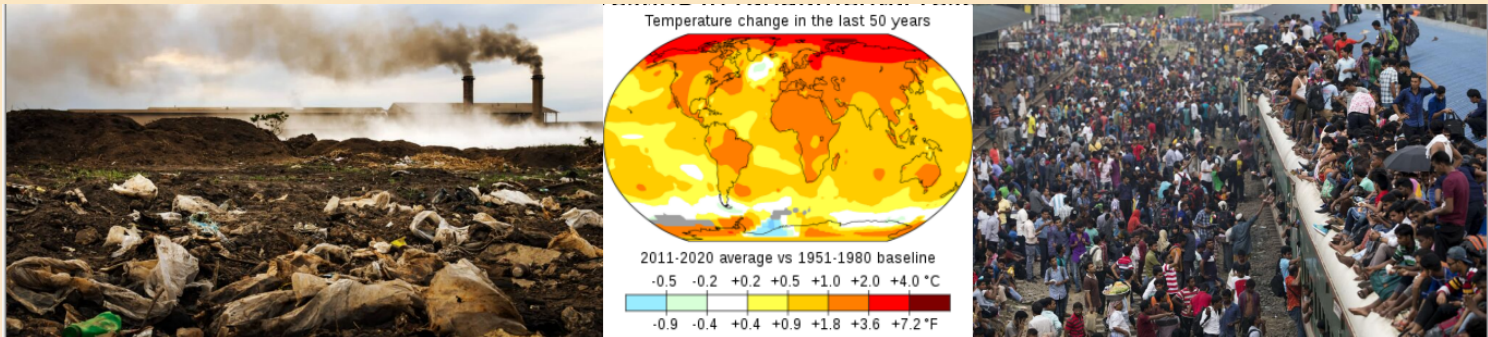 Temperature change in the last 50 years
2011-2020 average vs 1951-1980 baseline
-0.5 -0.2 +0.2 +0.5 +1.0 +2.0 +4.0 °C
-0.9 -0.4 +0.4 +0.9 +1.8 +3.6 +7.2 °F